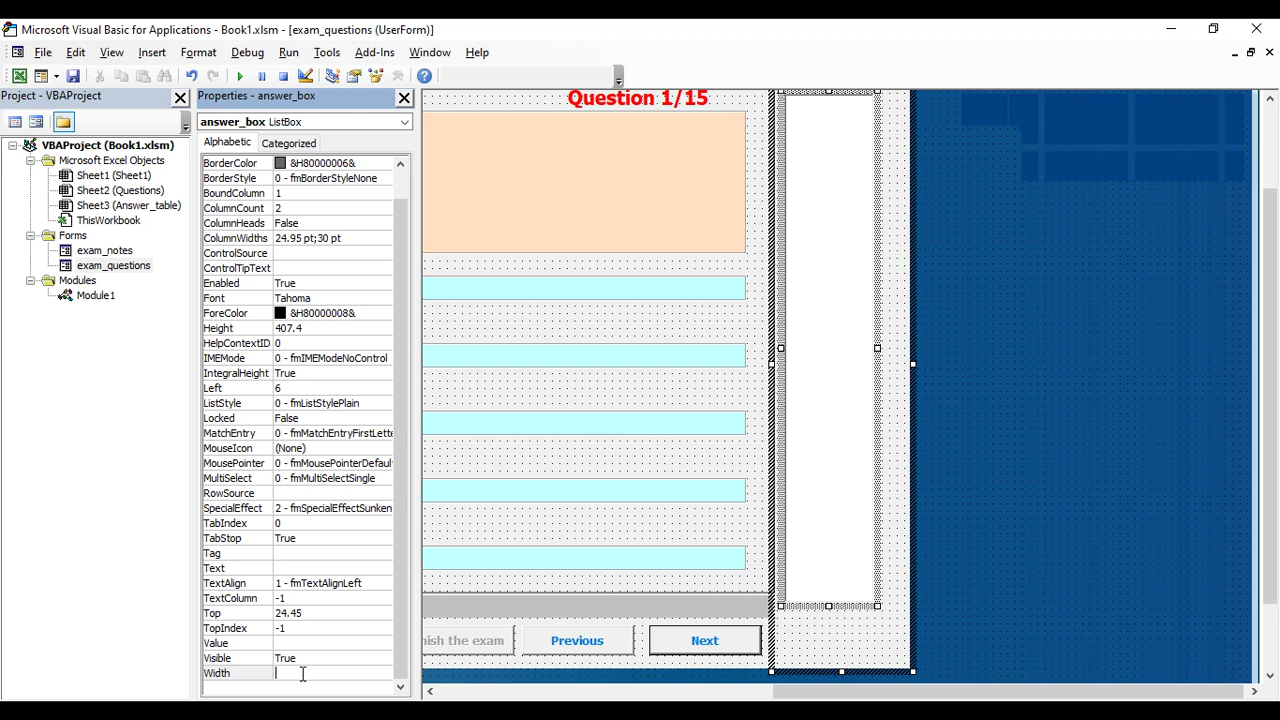 Microsoft Visual Basic for Applications - Book1.xlsm - [exam_questions (UserForm)]
File Edit View Insert Format Debug Run Tools Add-Ins Window Help
Project - VBAProject
VBAProject (Book1.xlsm)
Microsoft Excel Objects
Sheet1 (Sheet1)
Sheet2 (Questions)
Sheet3 (Answer_table)
ThisWorkbook
Forms
exam_notes
exam_questions
Modules
Module1
Properties - answer_box
answer_box ListBox
Alphabetic Categorized
BorderColor &H80000006&
BorderStyle 0 - fmBorderStyleNone
BoundColumn 1
ColumnCount 2
ColumnHeads False
ColumnWidths 24.95 pt;30 pt
ControlSource
ControlTipText
Enabled True
Font Tahoma
ForeColor &H80000008&
Height 407.4
HelpContextID 0
IMEMode 0 - fmIMEModeNoControl
IntegralHeight True
Left 6
ListStyle 0 - fmListStylePlain
Locked False
MatchEntry 0 - fmMatchEntryFirstLette
MouseIcon (None)
MousePointer 0 - fmMousePointerDefaul
MultiSelect 0 - fmMultiSelectSingle
RowSource
SpecialEffect 2 - fmSpecialEffectSunken
TabIndex 0
TabStop True
Tag
Text
TextAlign 1 - fmTextAlignLeft
TextColumn -1
Top 24.45
TopIndex -1
Value
Visible True
Width
Question 1/15
nish the exam Previous Next